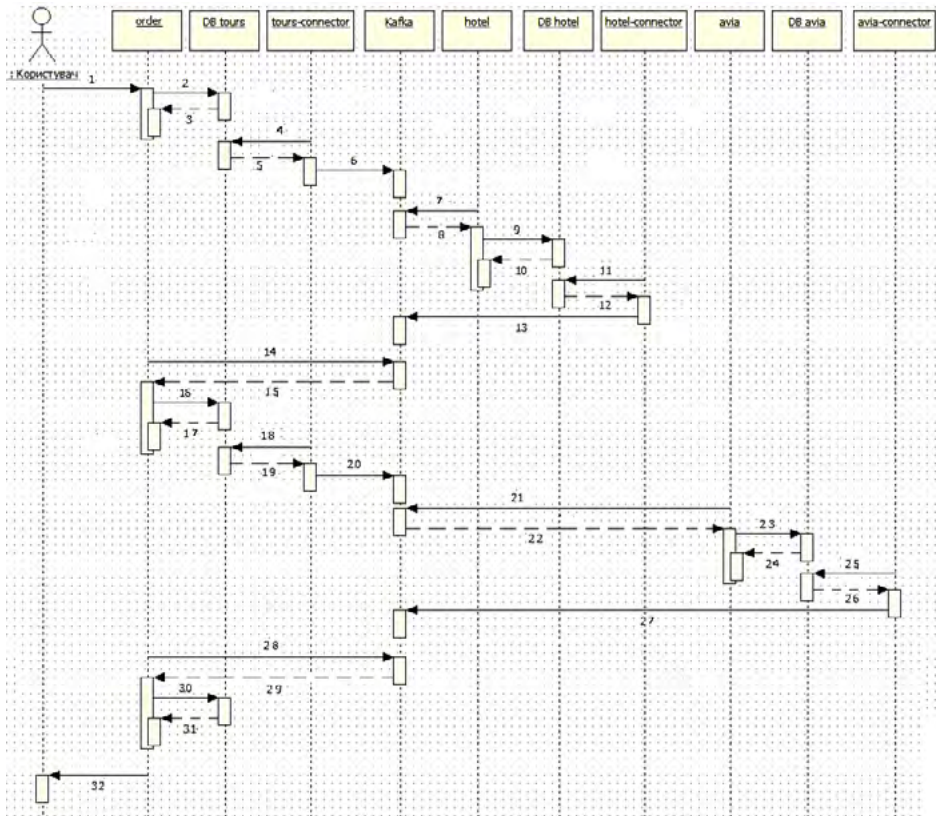 order
DB tours
tours-connector
Kafka
hotel
DB hotel
hotel-connector
avia
DB avia
avia-connector
: Користувач
1
2
3
4
5
6
7
8
9
10
11
12
13
14
15
16
17
18
19
20
21
22
23
24
25
26
27
28
29
30
31
32